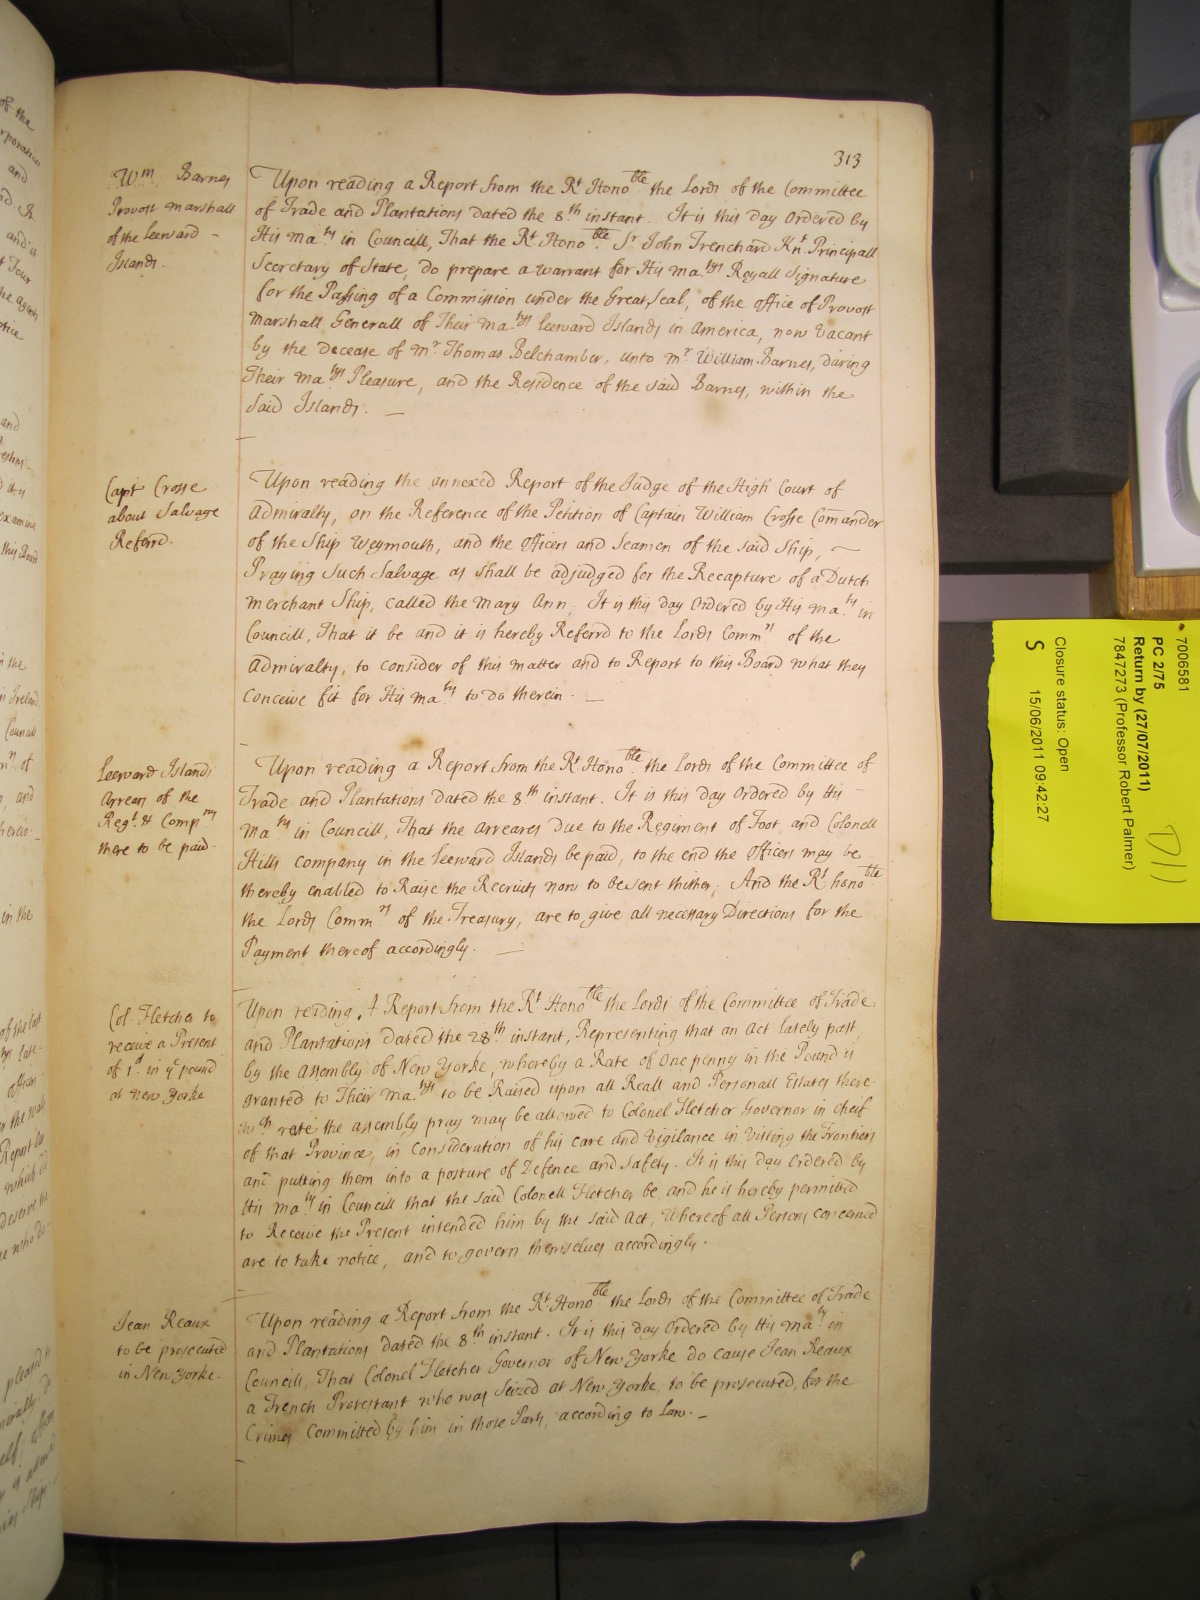 313
Wm Barnes
Provost marshall
of the Leeward -
Islands.
Upon reading a Report from the Rt Honoble the Lords of the Committee
of Trade and Plantations dated the 8th instant. It is this day Ordered by
His Maty in Councill, That the Rt Honoble Sr John Trenchard Knt Principall
Secretary of State, do prepare a warrant for His Matys Royall Signature
for the Passing of a Commission under the Great Seal, of the office of Provost
Marshall Generall of Their Matys Leeward Islands in America, now vacant
by the decease of Mr Thomas Belchamber, unto Mr William Barnes, during
Their Matys Pleasure, and the Residence of the said Barnes, within the
said Islands. —
Capt Crosse
about Salvage
Referrd.
Upon reading the annexed Report of the Judge of the High Court of
Admiralty, on the Reference of the Petition of Captain William Crosse Comander
of the Ship Weymouth, and the Officers and Seamen of the said Ship, ~
Praying such Salvage as shall be adjudged for the Recapture of a Dutch
Merchant Ship, called the Mary Ann; It is this day Ordered by His Maty in
Councill, That it be and it is hereby Referrd to the Lords Commrs of the
Admiralty, to consider of this matter and to Report to this Board what they
conceive fit for His Maty to do therein. —
Leeward Islands
Arrears of the
Regt & Compnys
there to be paid.
Upon reading a Report from the Rt Honoble the Lords of the Committee of
Trade and Plantations dated the 8th instant. It is this day Ordered by His -
Maty in Councill, That the Arreares due to the Regiment of Foot, and Colonell
Hills Company in the Leeward Islands be paid, to the end the Officers may be
thereby enabled to Raise the Recruits now to be sent thither; And the Rt honoble
the Lords Commrs of the Treasury, are to give all necessary Directions for the
Payment thereof accordingly. —
Col Fletcher to
receive a Present
of 1d in ye pound
at New Yorke
Upon reading A Report from the Rt Honoble the Lords of the Committee of Trade
and Plantations dated the 28th instant, Representing that an Act lately past
by the Assembly of New Yorke, whereby a Rate of One penny in the Pound is
granted to Their Matys to be Raised upon all Reall and Personall Estates there
wch rate the assembly pray may be allowed to Colonel Fletcher Governor in cheif
of that Province, in Consideration of his care and Vigilance in Visiting the Frontiers
and putting them into a posture of Defence and safety. It is this day Ordered by
His Maty in Councill that the said Colonell Fletcher be, and he is hereby permitted
to Receive the Present intended him by the said Act, Whereof all Persons concerned
are to take notice, and to govern themselves accordingly.
Jean Reaux
to be prosecuted
in New Yorke.
Upon reading a Report from the Rt Honoble the Lords of the Committee of Trade
and Plantations dated the 8th instant. It is this day Ordered by His Maty in
Councill, That Colonel Fletcher Governor of New Yorke do cause Jean Reaux
a French Protestant who was Seized at New Yorke, to be prosecuted, for the
Crimes Committed by him in those Parts, according to Law. —
7006581
PC 2/75
Return by (27/07/2011)
7847273 (Professor Robert Palmer)
Closure status: Open
S 15/06/2011 09:42:27